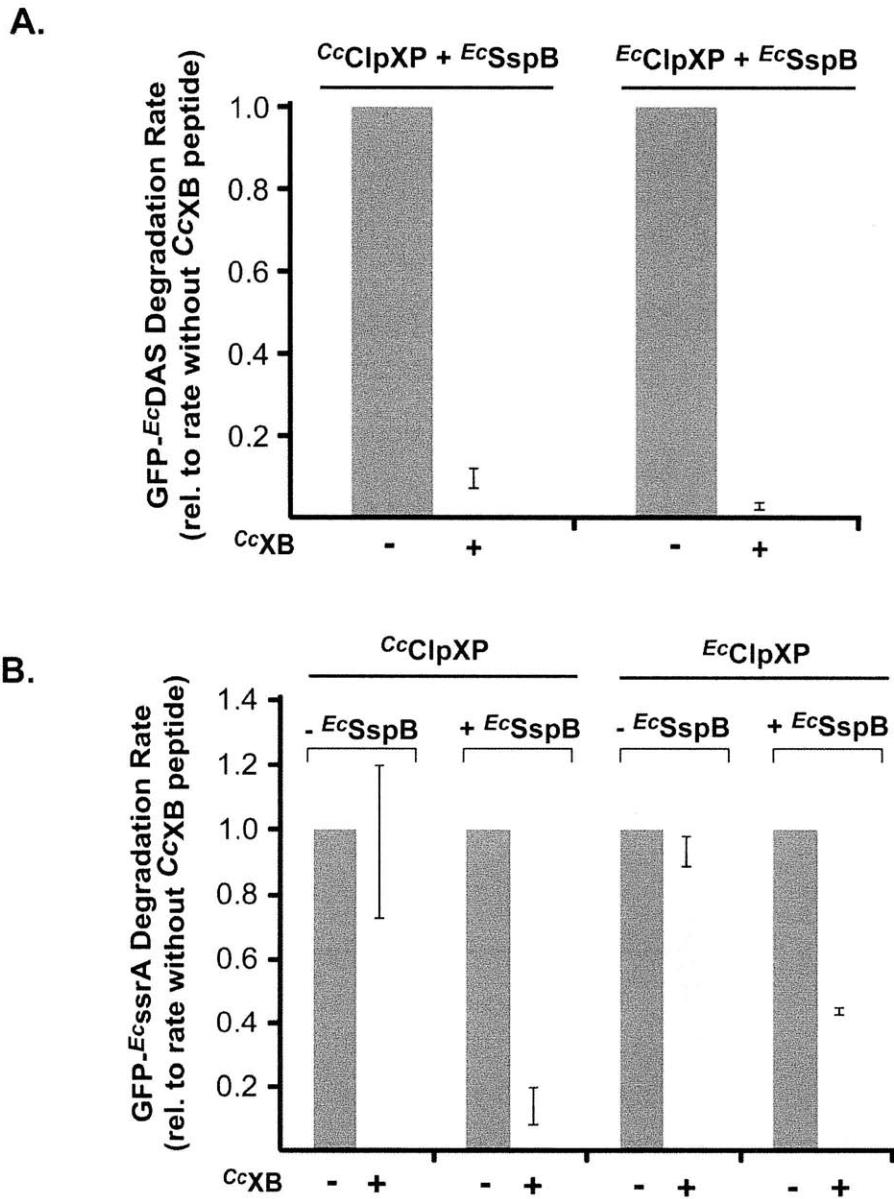 A.
CcClpXP + EcSspB
EcClpXP + EcSspB
GFP-EcDAS Degradation Rate
(rel. to rate without CcXB peptide)
1.0
0.8
0.6
0.4
0.2
CcXB - + - +
B.
CcClpXP
EcClpXP
- EcSspB
+ EcSspB
- EcSspB
+ EcSspB
GFP-EcssrA Degradation Rate
(rel. to rate without CcXB peptide)
1.4
1.2
1.0
0.8
0.6
0.4
0.2
CcXB - + - + - + - +